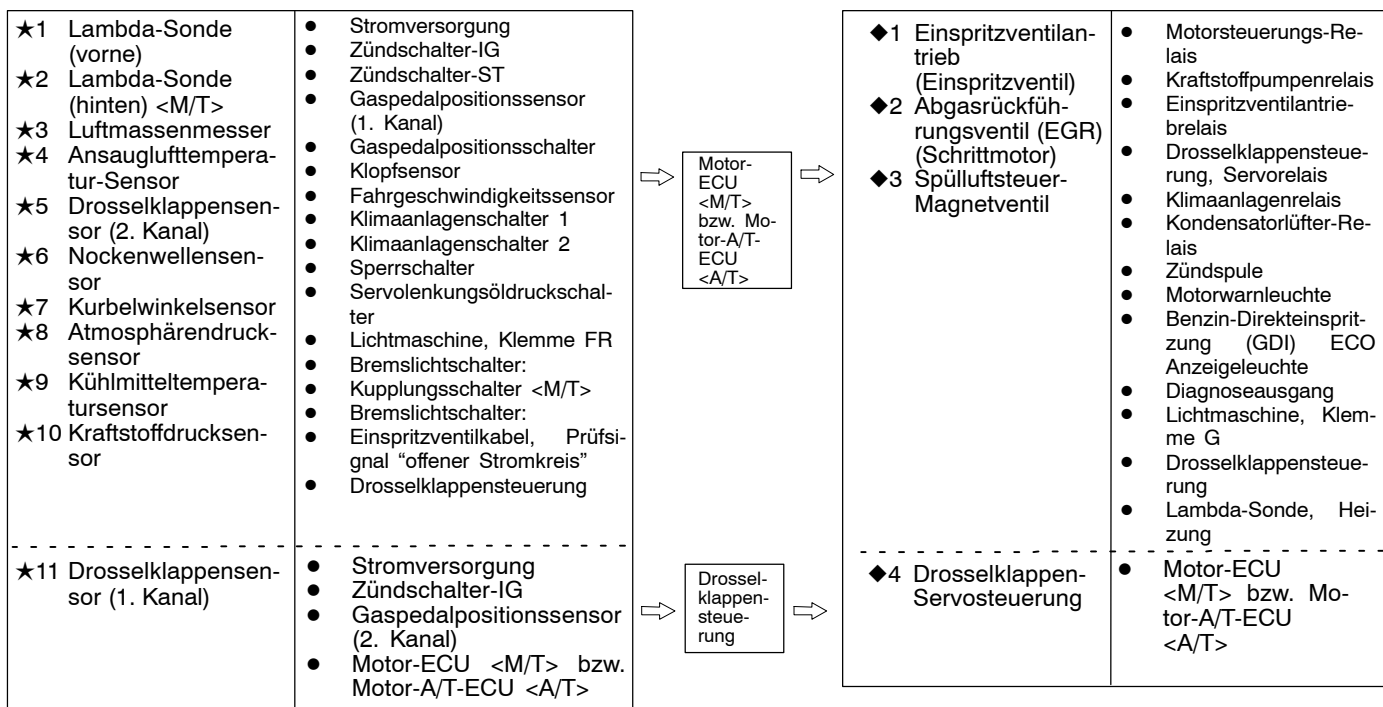 ★1 Lambda-Sonde
(vorne)
★2 Lambda-Sonde
(hinten) <M/T>
★3 Luftmassenmesser
★4 Ansauglufttempera-
tur-Sensor
★5 Drosselklappensen-
sor (2. Kanal)
★6 Nockenwellensen-
sor
★7 Kurbelwinkelsensor
★8 Atmosphärendruck-
sensor
★9 Kühlmitteltempera-
tursensor
★10 Kraftstoffdrucksen-
sor
● Stromversorgung
● Zündschalter-IG
● Zündschalter-ST
● Gaspedalpositionssensor
(1. Kanal)
● Gaspedalpositionsschalter
● Klopfsensor
● Fahrgeschwindigkeitssensor
● Klimaanlagenschalter 1
● Klimaanlagenschalter 2
● Sperrschalter
● Servolenkungsöldruckschal-
ter
● Lichtmaschine, Klemme FR
● Bremslichtschalter:
● Kupplungsschalter <M/T>
● Bremslichtschalter:
● Einspritzventilkabel, Prüfsi-
gnal “offener Stromkreis”
● Drosselklappensteuerung
Motor-
ECU
<M/T>
bzw. Mo-
tor-A/T-
ECU
<A/T>
◆1 Einspritzventilan-
trieb
(Einspritzventil)
◆2 Abgasrückfüh-
rungsventil (EGR)
(Schrittmotor)
◆3 Spülluftsteuer-
Magnetventil
● Motorsteuerungs-Re-
lais
● Kraftstoffpumpenrelais
● Einspritzventilantrie-
brelais
● Drosselklappensteue-
rung, Servorelais
● Klimaanlagenrelais
● Kondensatorlüfter-Re-
lais
● Zündspule
● Motorwarnleuchte
● Benzin-Direkteinsprit-
zung (GDI) ECO
Anzeigeleuchte
● Diagnoseausgang
● Lichtmaschine, Klem-
me G
● Drosselklappensteue-
rung
● Lambda-Sonde, Hei-
zung
★11 Drosselklappensen-
sor (1. Kanal)
● Stromversorgung
● Zündschalter-IG
● Gaspedalpositionssensor
(2. Kanal)
● Motor-ECU <M/T> bzw.
Motor-A/T-ECU <A/T>
Drossel-
klappen-
steue-
rung
◆4 Drosselklappen-
Servosteuerung
● Motor-ECU
<M/T> bzw. Mo-
tor-A/T-ECU
<A/T>